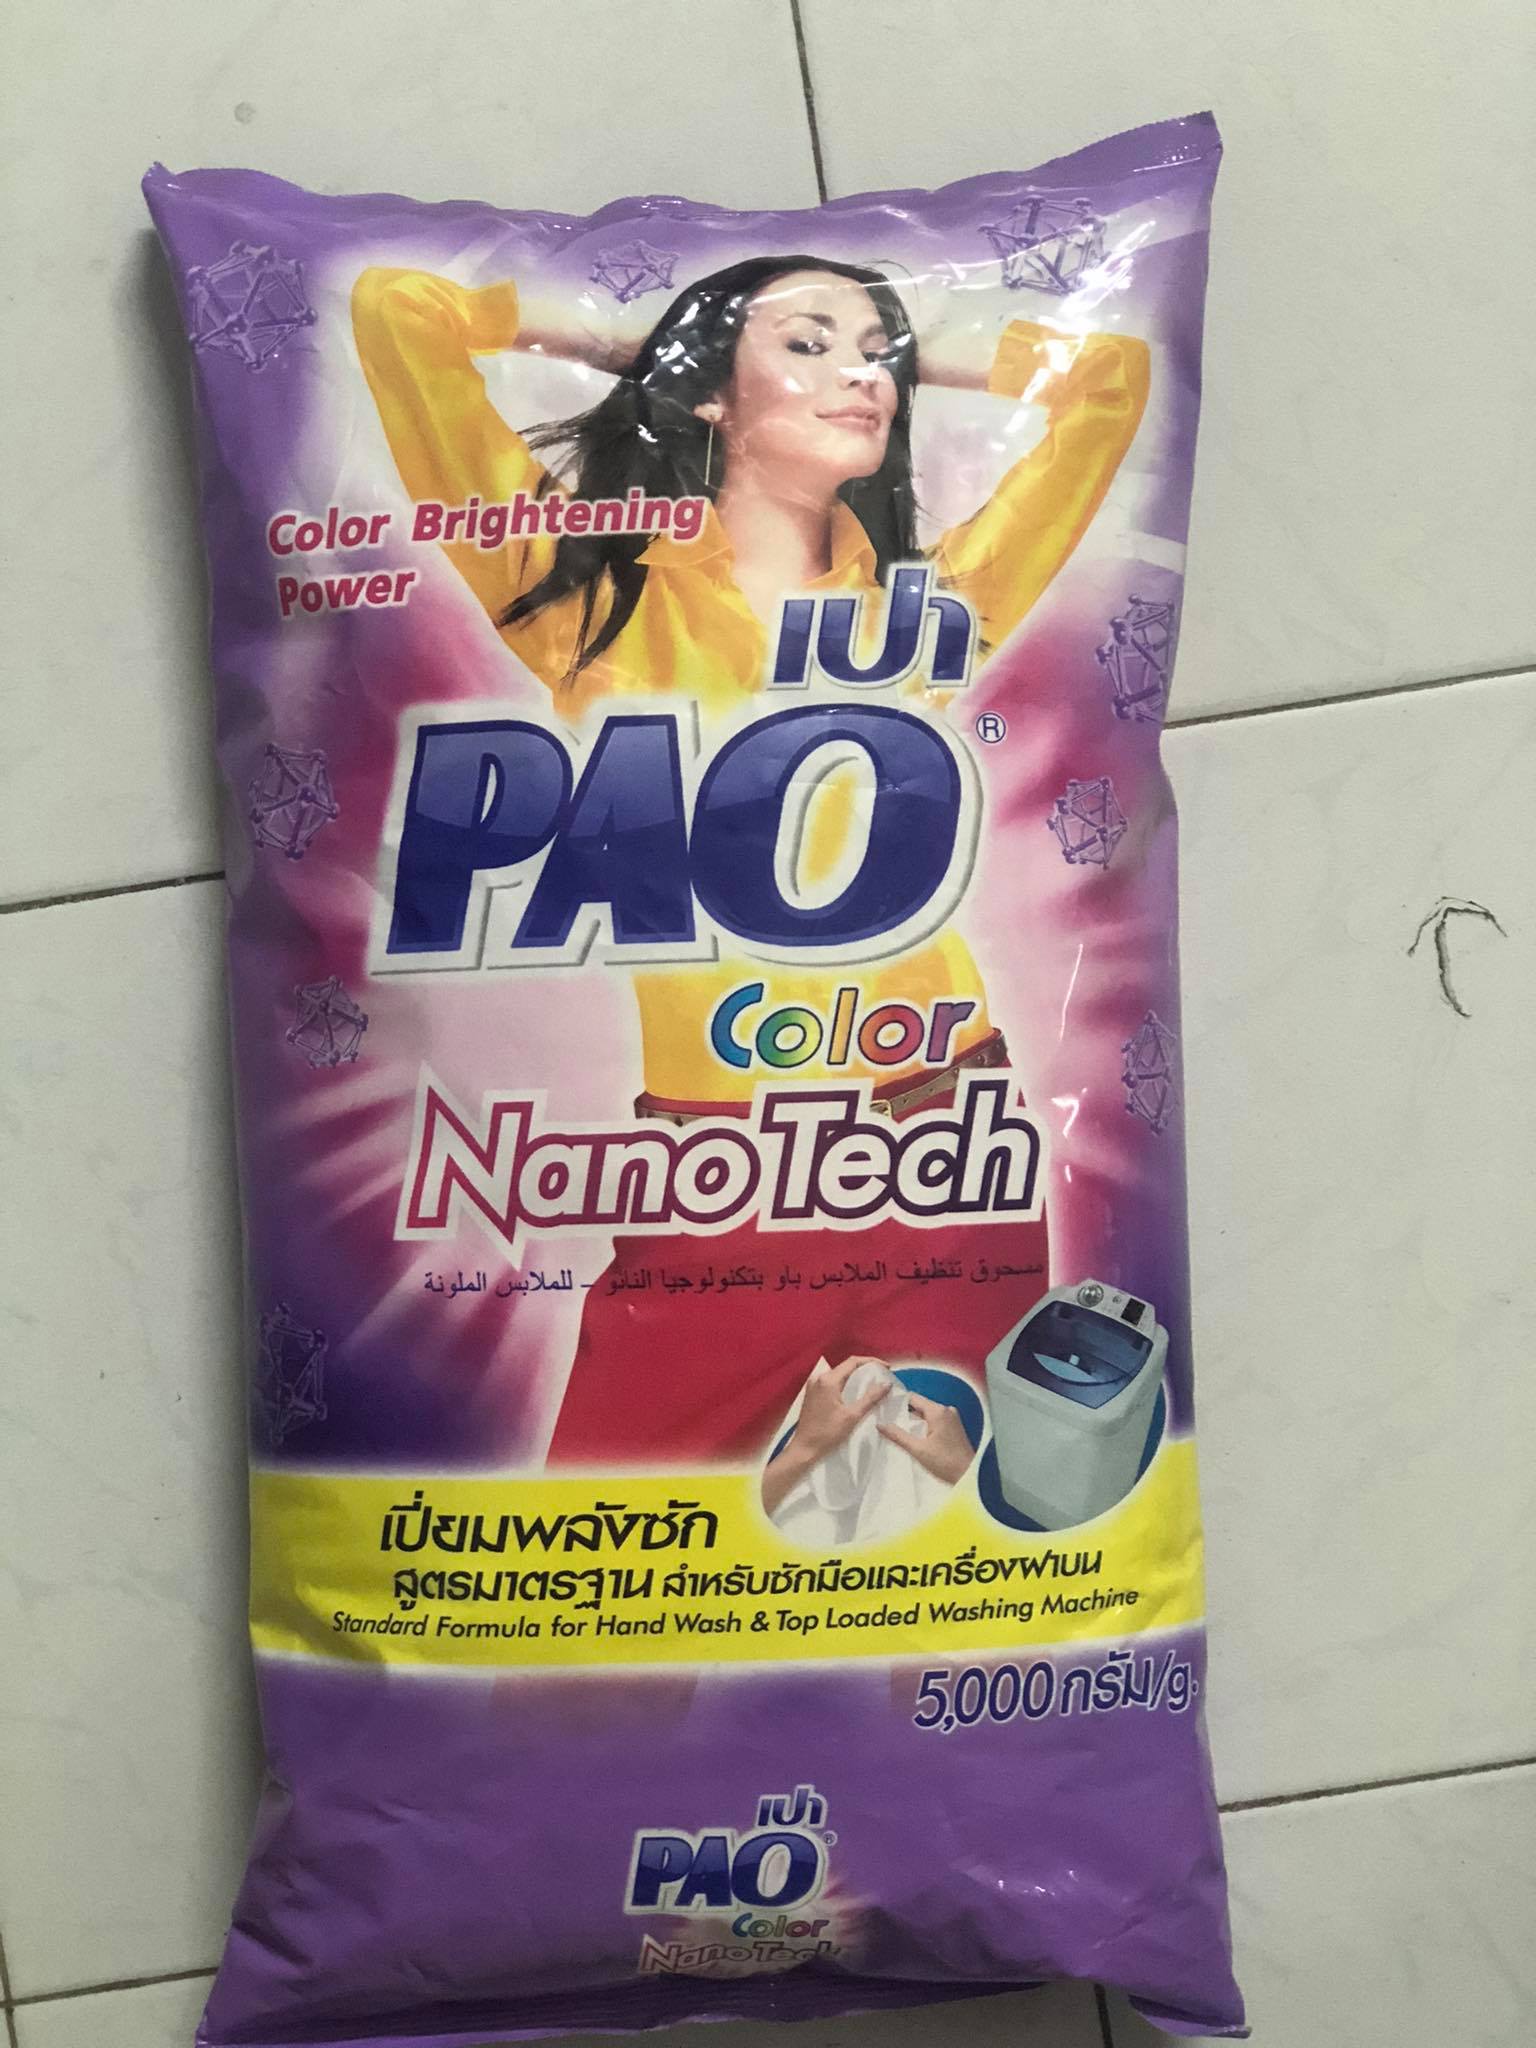 Color Brightening
Power
เปา
PAO®
Color
NanoTech
مسحوق تنظيف الملابس باو بتكنولوجيا النانو – للملابس الملونة
เปี่ยมพลังซัก
สูตรมาตรฐาน สำหรับซักมือและเครื่องฝาบน
Standard Formula for Hand Wash & Top Loaded Washing Machine
5,000 กรัม/g.
เปา
PAO®
Color
NanoTech